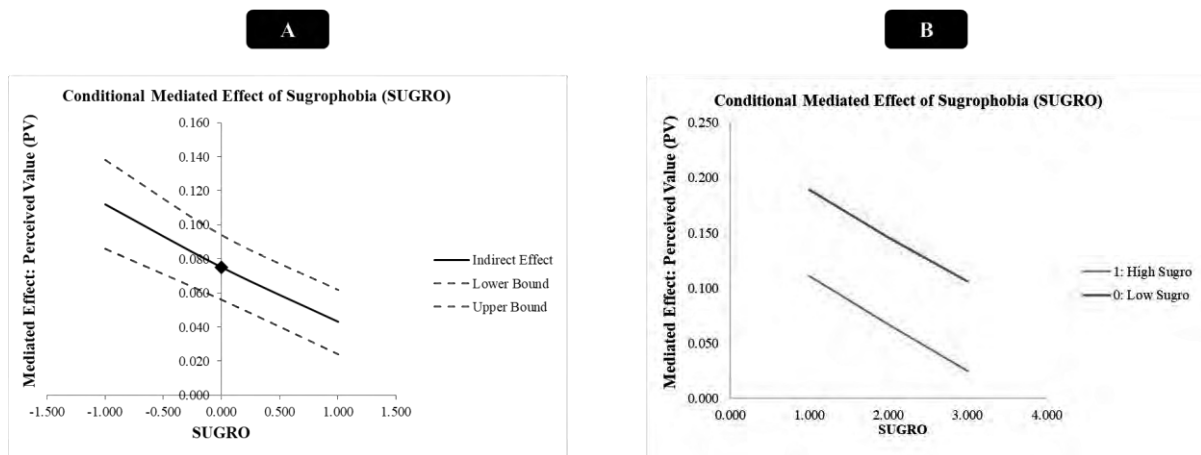 A
Conditional Mediated Effect of Sugrophobia (SUGRO)
Mediated Effect: Perceived Value (PV)
0.160
0.140
0.120
0.100
0.080
0.060
0.040
0.020
0.000
-1.500 -1.000 -0.500 0.000 0.500 1.000 1.500
SUGRO
Indirect Effect
Lower Bound
Upper Bound
B
Conditional Mediated Effect of Sugrophobia (SUGRO)
Mediated Effect: Perceived Value (PV)
0.250
0.200
0.150
0.100
0.050
0.000
0.000 1.000 2.000 3.000 4.000
SUGRO
1: High Sugro
0: Low Sugro